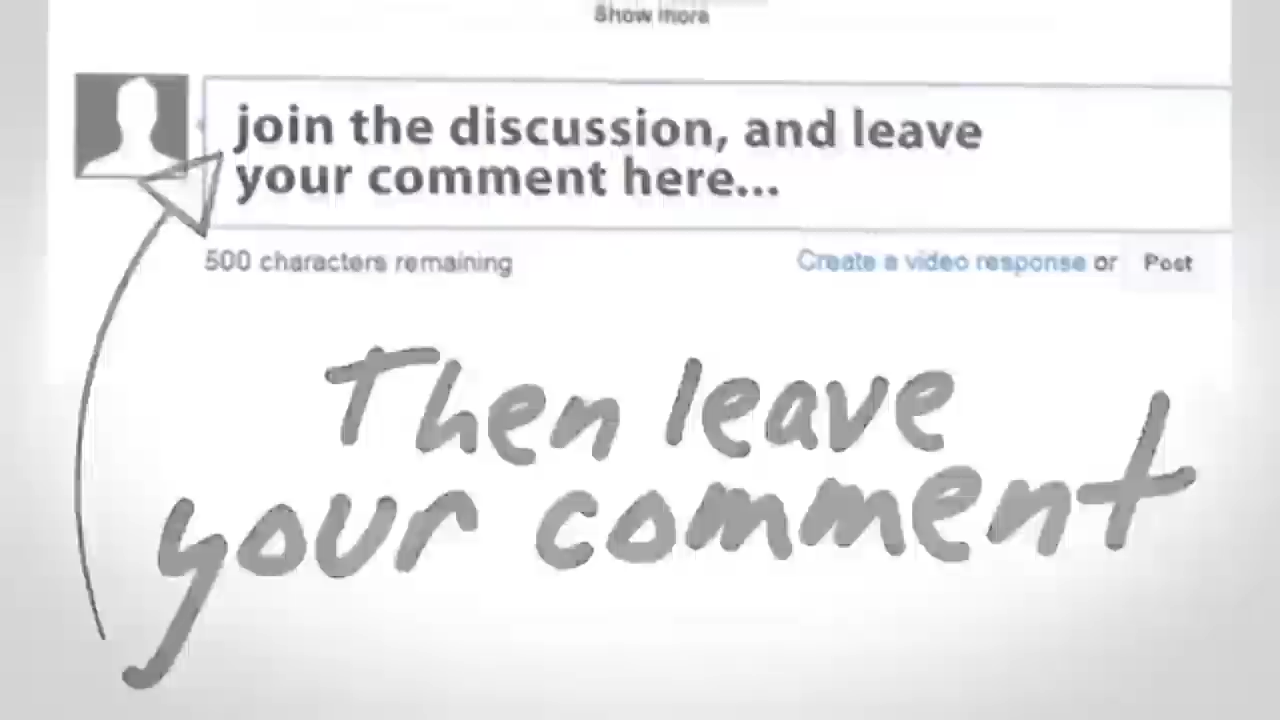 Show more
join the discussion, and leave
your comment here...
500 characters remaining
Create a video response or Post
Then leave
your comment